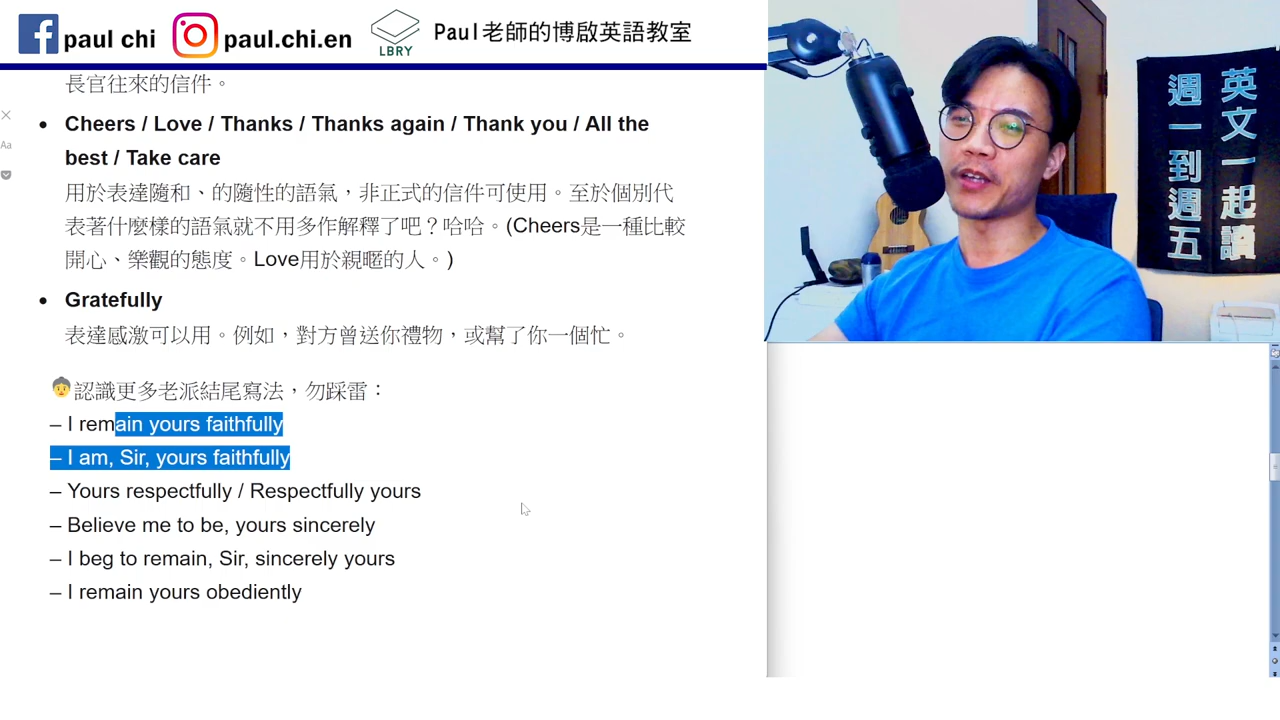 paul chi
paul.chi.en
LBRY
Paul老師的博啟英語教室
長官往來的信件。
Aa
• Cheers / Love / Thanks / Thanks again / Thank you / All the
best / Take care
用於表達隨和、的隨性的語氣，非正式的信件可使用。至於個別代
表著什麼樣的語氣就不用多作解釋了吧？哈哈。(Cheers是一種比較
開心、樂觀的態度。Love用於親暱的人。)
• Gratefully
表達感激可以用。例如，對方曾送你禮物，或幫了你一個忙。
認識更多老派結尾寫法，勿踩雷：
– I remain yours faithfully
– I am, Sir, yours faithfully
– Yours respectfully / Respectfully yours
– Believe me to be, yours sincerely
– I beg to remain, Sir, sincerely yours
– I remain yours obediently
英文一起讀
週一到週五